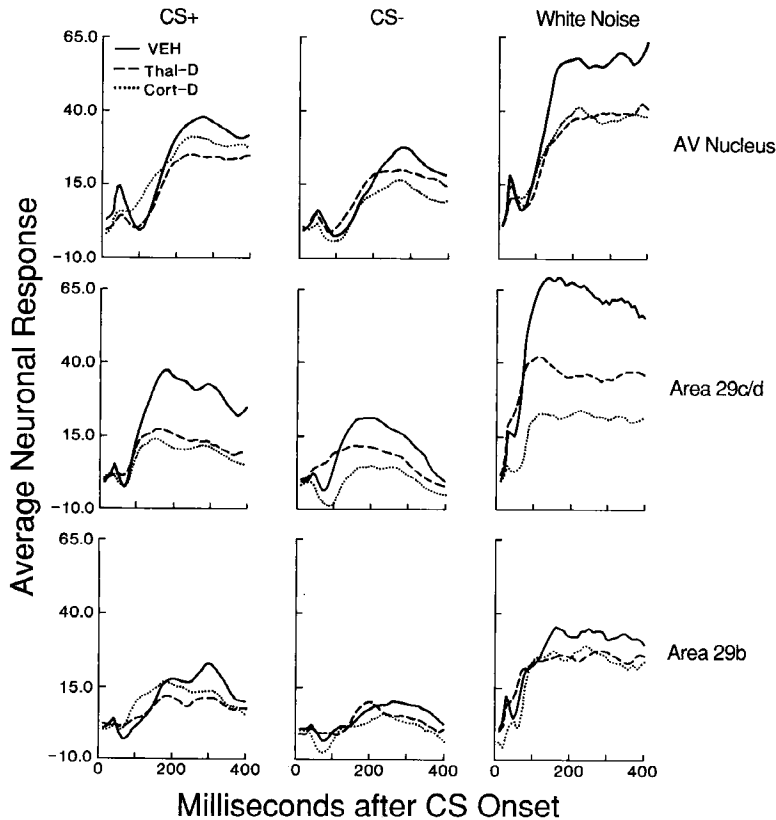 CS+
CS-
White Noise
65.0
40.0
15.0
−10.0
VEH
Thal-D
Cort-D
AV Nucleus
65.0
40.0
15.0
−10.0
Area 29c/d
65.0
40.0
15.0
−10.0
Area 29b
0
200
400
0
200
400
0
200
400
Average Neuronal Response
Milliseconds after CS Onset